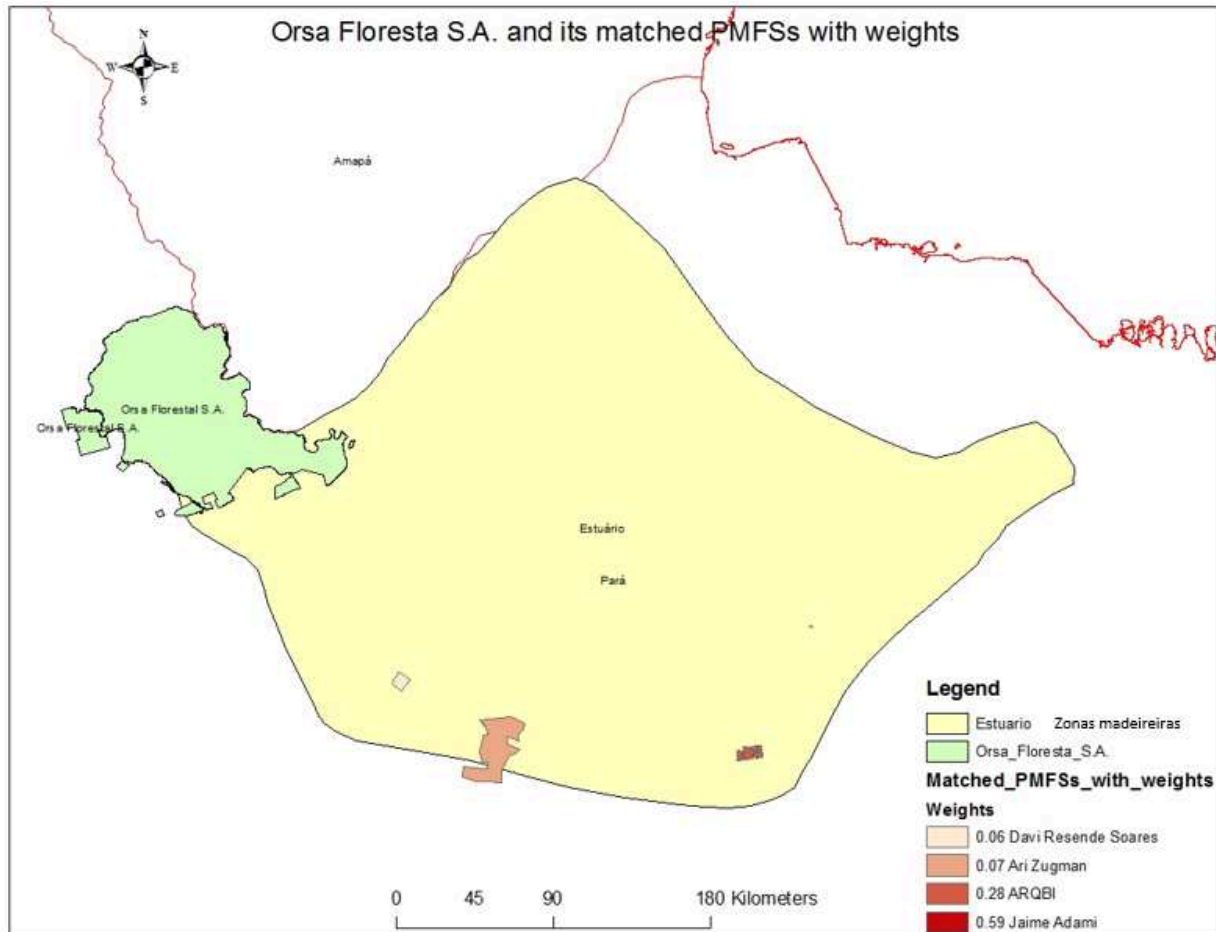 Orsa Floresta S.A. and its matched PMFSs with weights
N
W E
S
Amapá
Orsa Florestal S.A.
Orsa Florestal S.A.
Estuário
Pará
Legend
Estuario Zonas madeireiras
Orsa_Floresta_S.A.
Matched_PMFSs_with_weights
Weights
0.06 Davi Resende Soares
0.07 Ari Zugman
0.28 ARQBI
0.59 Jaime Adami
0 45 90 180 Kilometers